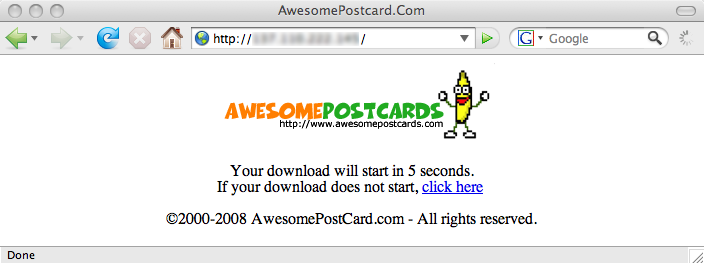 AwesomePostcard.Com
http:// /
Google
AWESOMEPOSTCARDS
http://www.awesomepostcards.com
Your download will start in 5 seconds.
If your download does not start, click here
©2000-2008 AwesomePostCard.com - All rights reserved.
Done